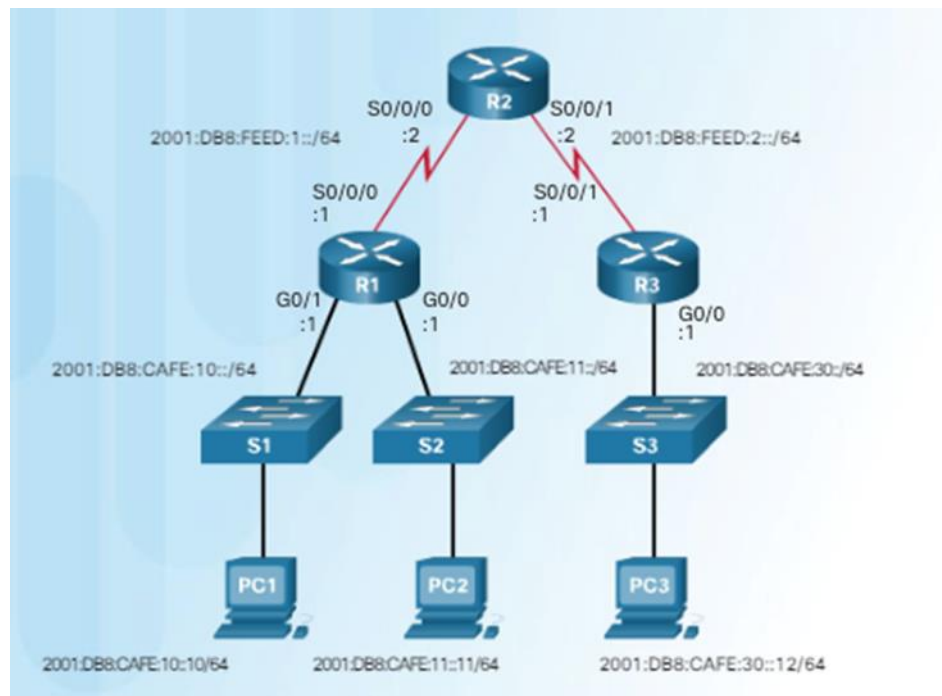 R2
S0/0/0 S0/0/1
:2 :2
2001:DB8:FEED:1::/64 2001:DB8:FEED:2::/64
S0/0/0 S0/0/1
:1 :1
R1 R3
G0/1 G0/0 G0/0
:1 :1 :1
2001:DB8:CAFE:10::/64 2001:DB8:CAFE:11::/64 2001:DB8:CAFE:30::/64
S1 S2 S3
PC1 PC2 PC3
2001:DB8:CAFE:10::10/64 2001:DB8:CAFE:11::11/64 2001:DB8:CAFE:30::12/64